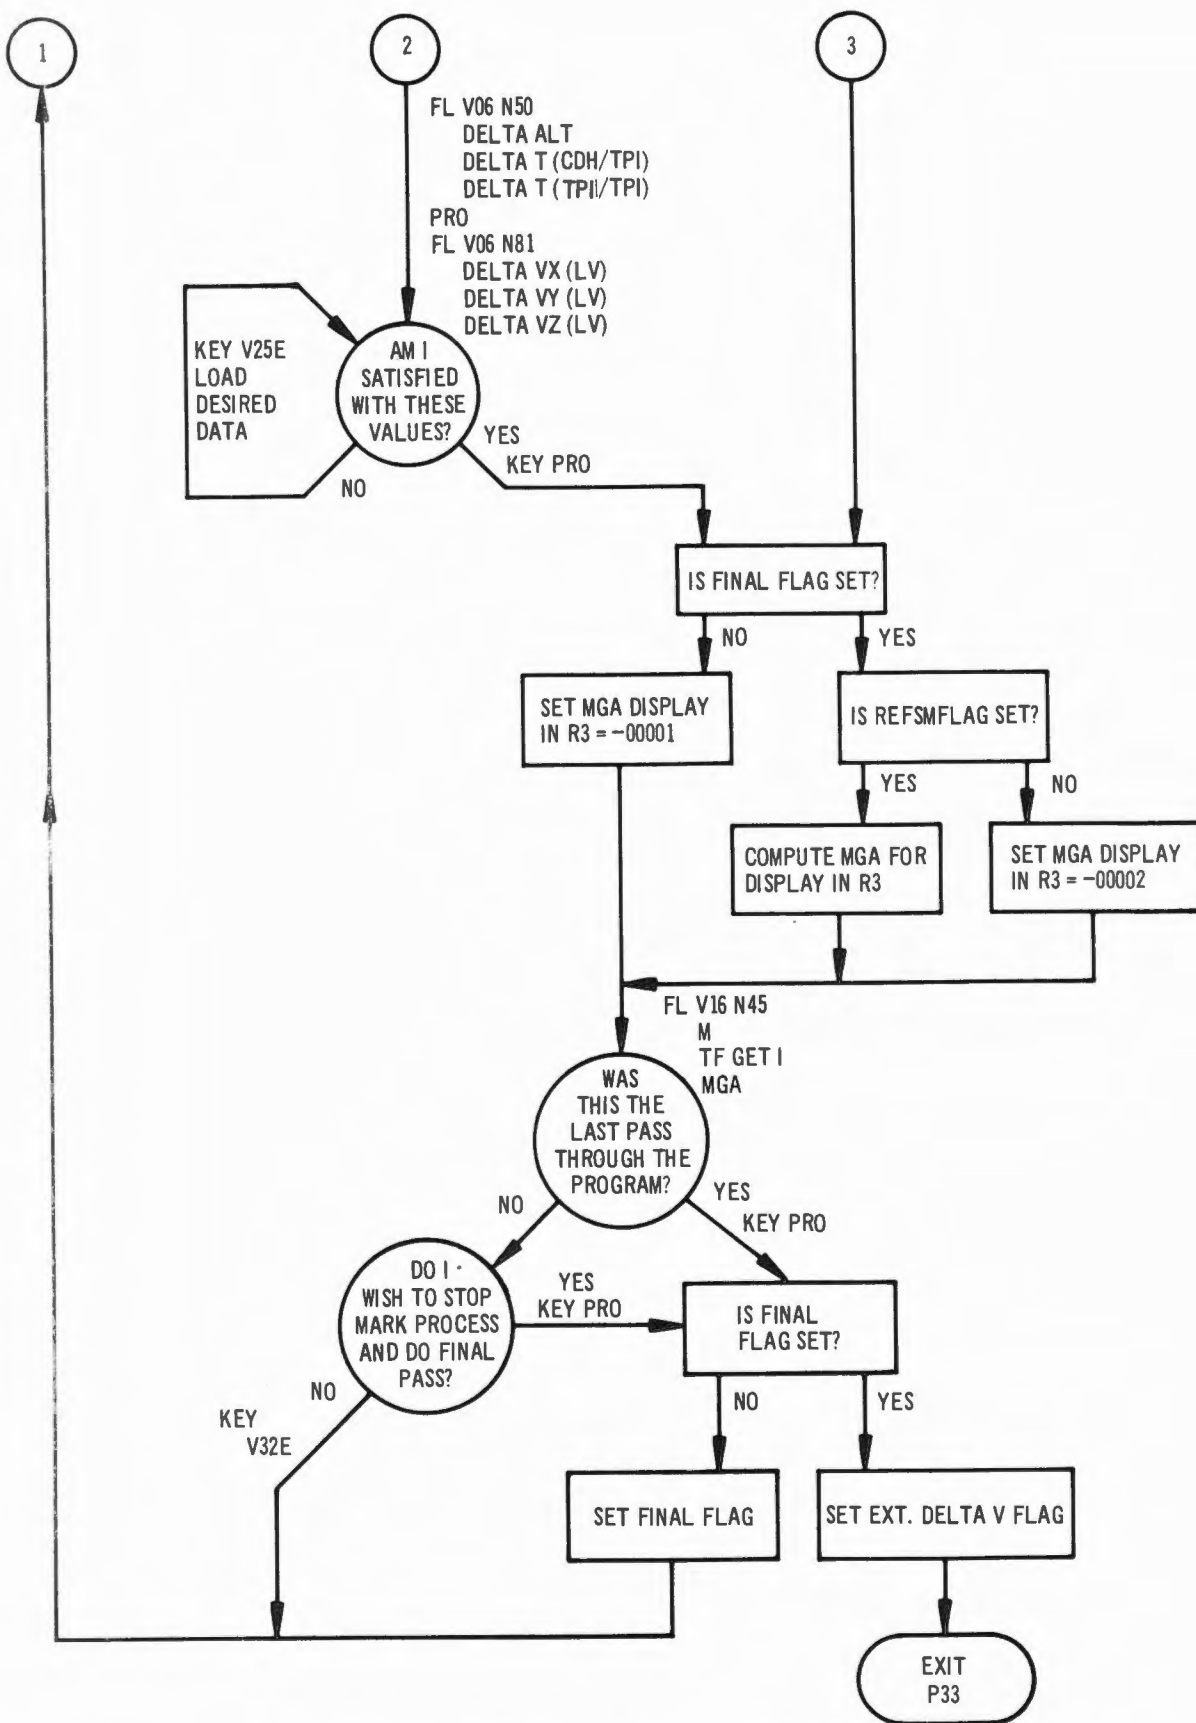 1
2
3
FL V06 N50
DELTA ALT
DELTA T (CDH/TPI)
DELTA T (TPI/TPI)
PRO
FL V06 N81
DELTA VX (LV)
DELTA VY (LV)
DELTA VZ (LV)
KEY V25E
LOAD
DESIRED
DATA
AM I
SATISFIED
WITH THESE
VALUES?
YES
KEY PRO
NO
IS FINAL FLAG SET?
NO
YES
SET MGA DISPLAY
IN R3 = -00001
IS REFSMFLAG SET?
YES
NO
COMPUTE MGA FOR
DISPLAY IN R3
SET MGA DISPLAY
IN R3 = -00002
FL V16 N45
M
TF GET I
MGA
WAS
THIS THE
LAST PASS
THROUGH THE
PROGRAM?
NO
YES
KEY PRO
DO I
WISH TO STOP
MARK PROCESS
AND DO FINAL
PASS?
YES
KEY PRO
IS FINAL
FLAG SET?
NO
KEY
V32E
NO
YES
SET FINAL FLAG
SET EXT. DELTA V FLAG
EXIT
P33